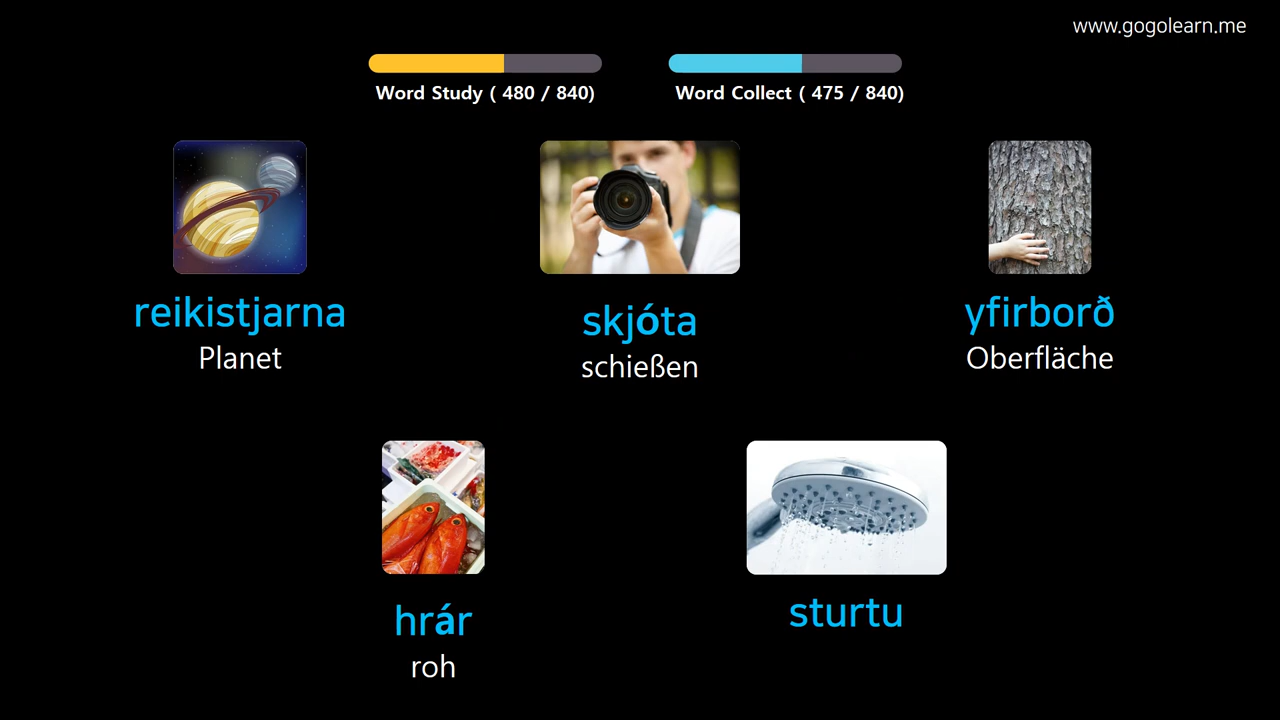 www.gogolearn.me
Word Study ( 480 / 840)
Word Collect ( 475 / 840)
reikistjarna
Planet
skjóta
schießen
yfirborð
Oberfläche
hrár
roh
sturtu